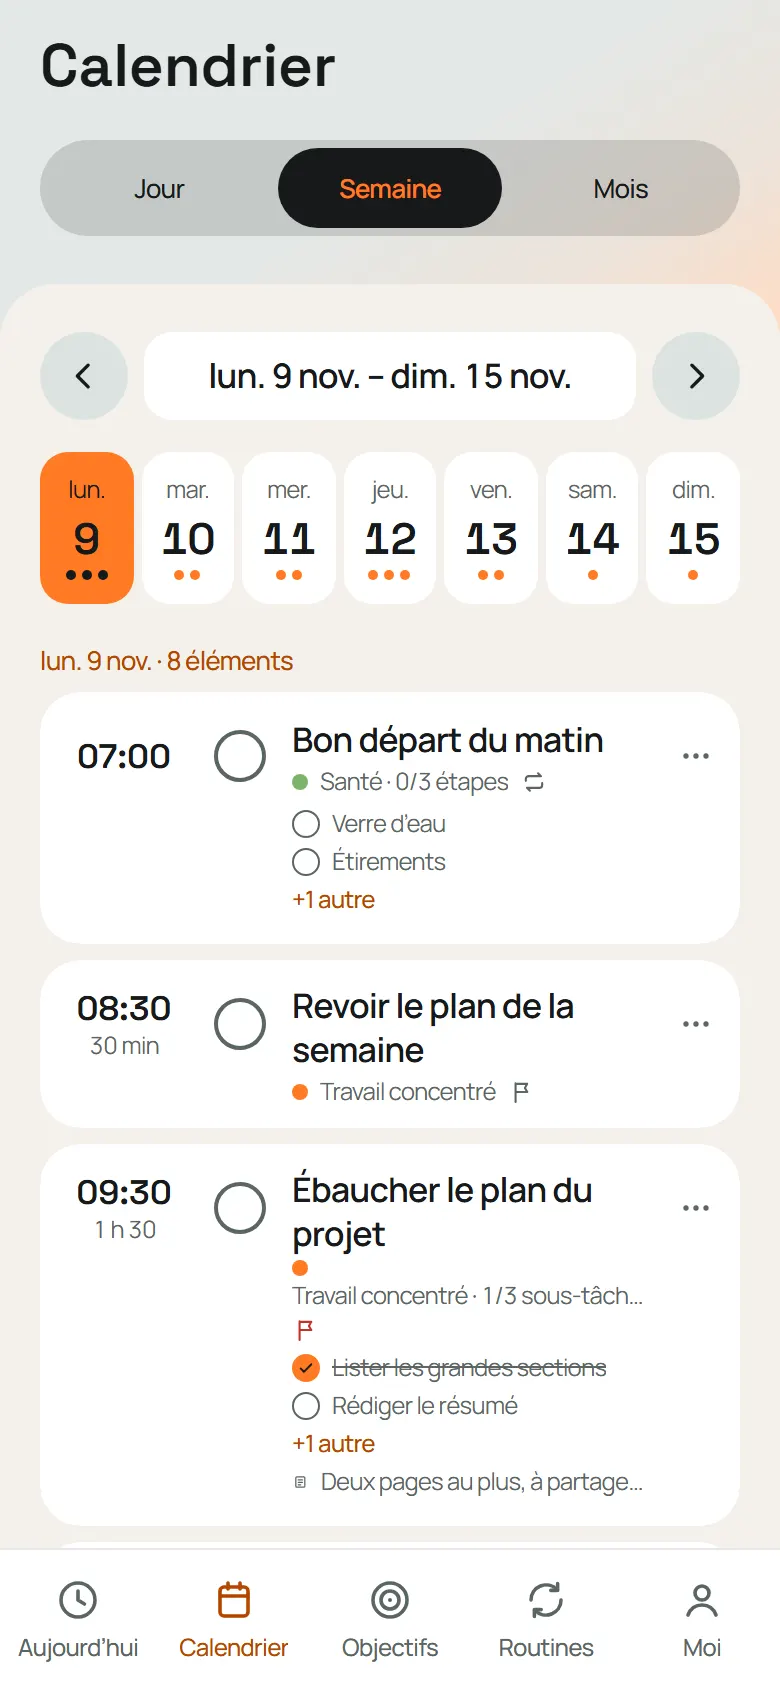 Calendrier
Jour
Semaine
Mois
lun. 9 nov. – dim. 15 nov.
lun.
9
mar.
10
mer.
11
jeu.
12
ven.
13
sam.
14
dim.
15
lun. 9 nov. · 8 éléments
07:00
Bon départ du matin
Santé · 0/3 étapes
Verre d’eau
Étirements
+1 autre
08:30
30 min
Revoir le plan de la
semaine
Travail concentré
09:30
1 h 30
Ébaucher le plan du
projet
Travail concentré · 1/3 sous-tâch…
Lister les grandes sections
Rédiger le résumé
+1 autre
Deux pages au plus, à partage…
Aujourd’hui
Calendrier
Objectifs
Routines
Moi